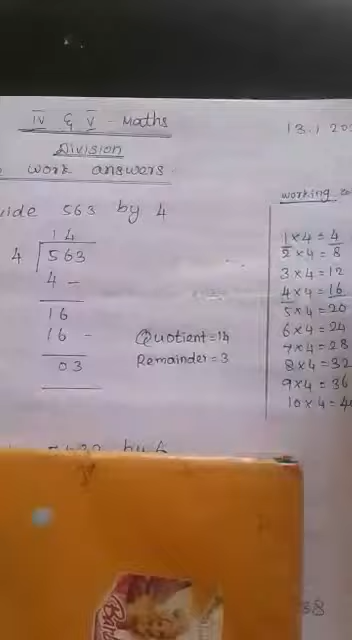 IV & V - Maths
13.1
Division
work answers
563 by 4
14
4 563
4 -
16
16 -
03
Quotient = 14
Remainder = 3
working
1 x 4 = 4
2 x 4 = 8
3 x 4 = 12
4 x 4 = 16
5 x 4 = 20
6 x 4 = 24
7 x 4 = 28
8 x 4 = 32
9 x 4 = 36
10 x 4 = 4
by
38